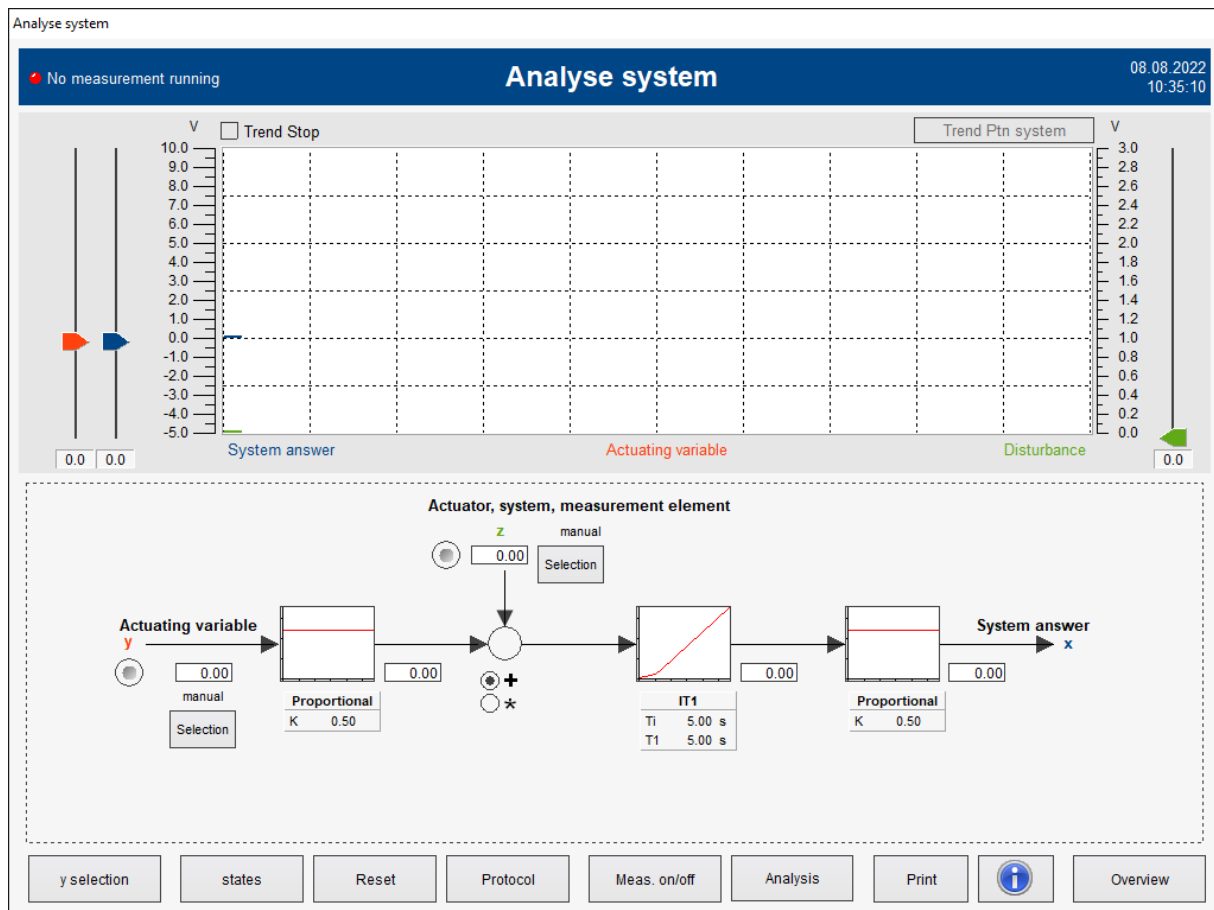 Analyse system
No measurement running
Analyse system
08.08.2022
10:35:10
V
Trend Stop
Trend Ptn system
V
10.0
9.0
8.0
7.0
6.0
5.0
4.0
3.0
2.0
1.0
0.0
-1.0
-2.0
-3.0
-4.0
-5.0
3.0
2.8
2.6
2.4
2.2
2.0
1.8
1.6
1.4
1.2
1.0
0.8
0.6
0.4
0.2
0.0
0.0 0.0
System answer
Actuating variable
Disturbance
0.0
Actuator, system, measurement element
z manual
0.00
Selection
Actuating variable
y
0.00
manual
Selection
Proportional
K 0.50
0.00
+
*
IT1
Ti 5.00 s
T1 5.00 s
0.00
Proportional
K 0.50
System answer
x
0.00
y selection
states
Reset
Protocol
Meas. on/off
Analysis
Print
i
Overview